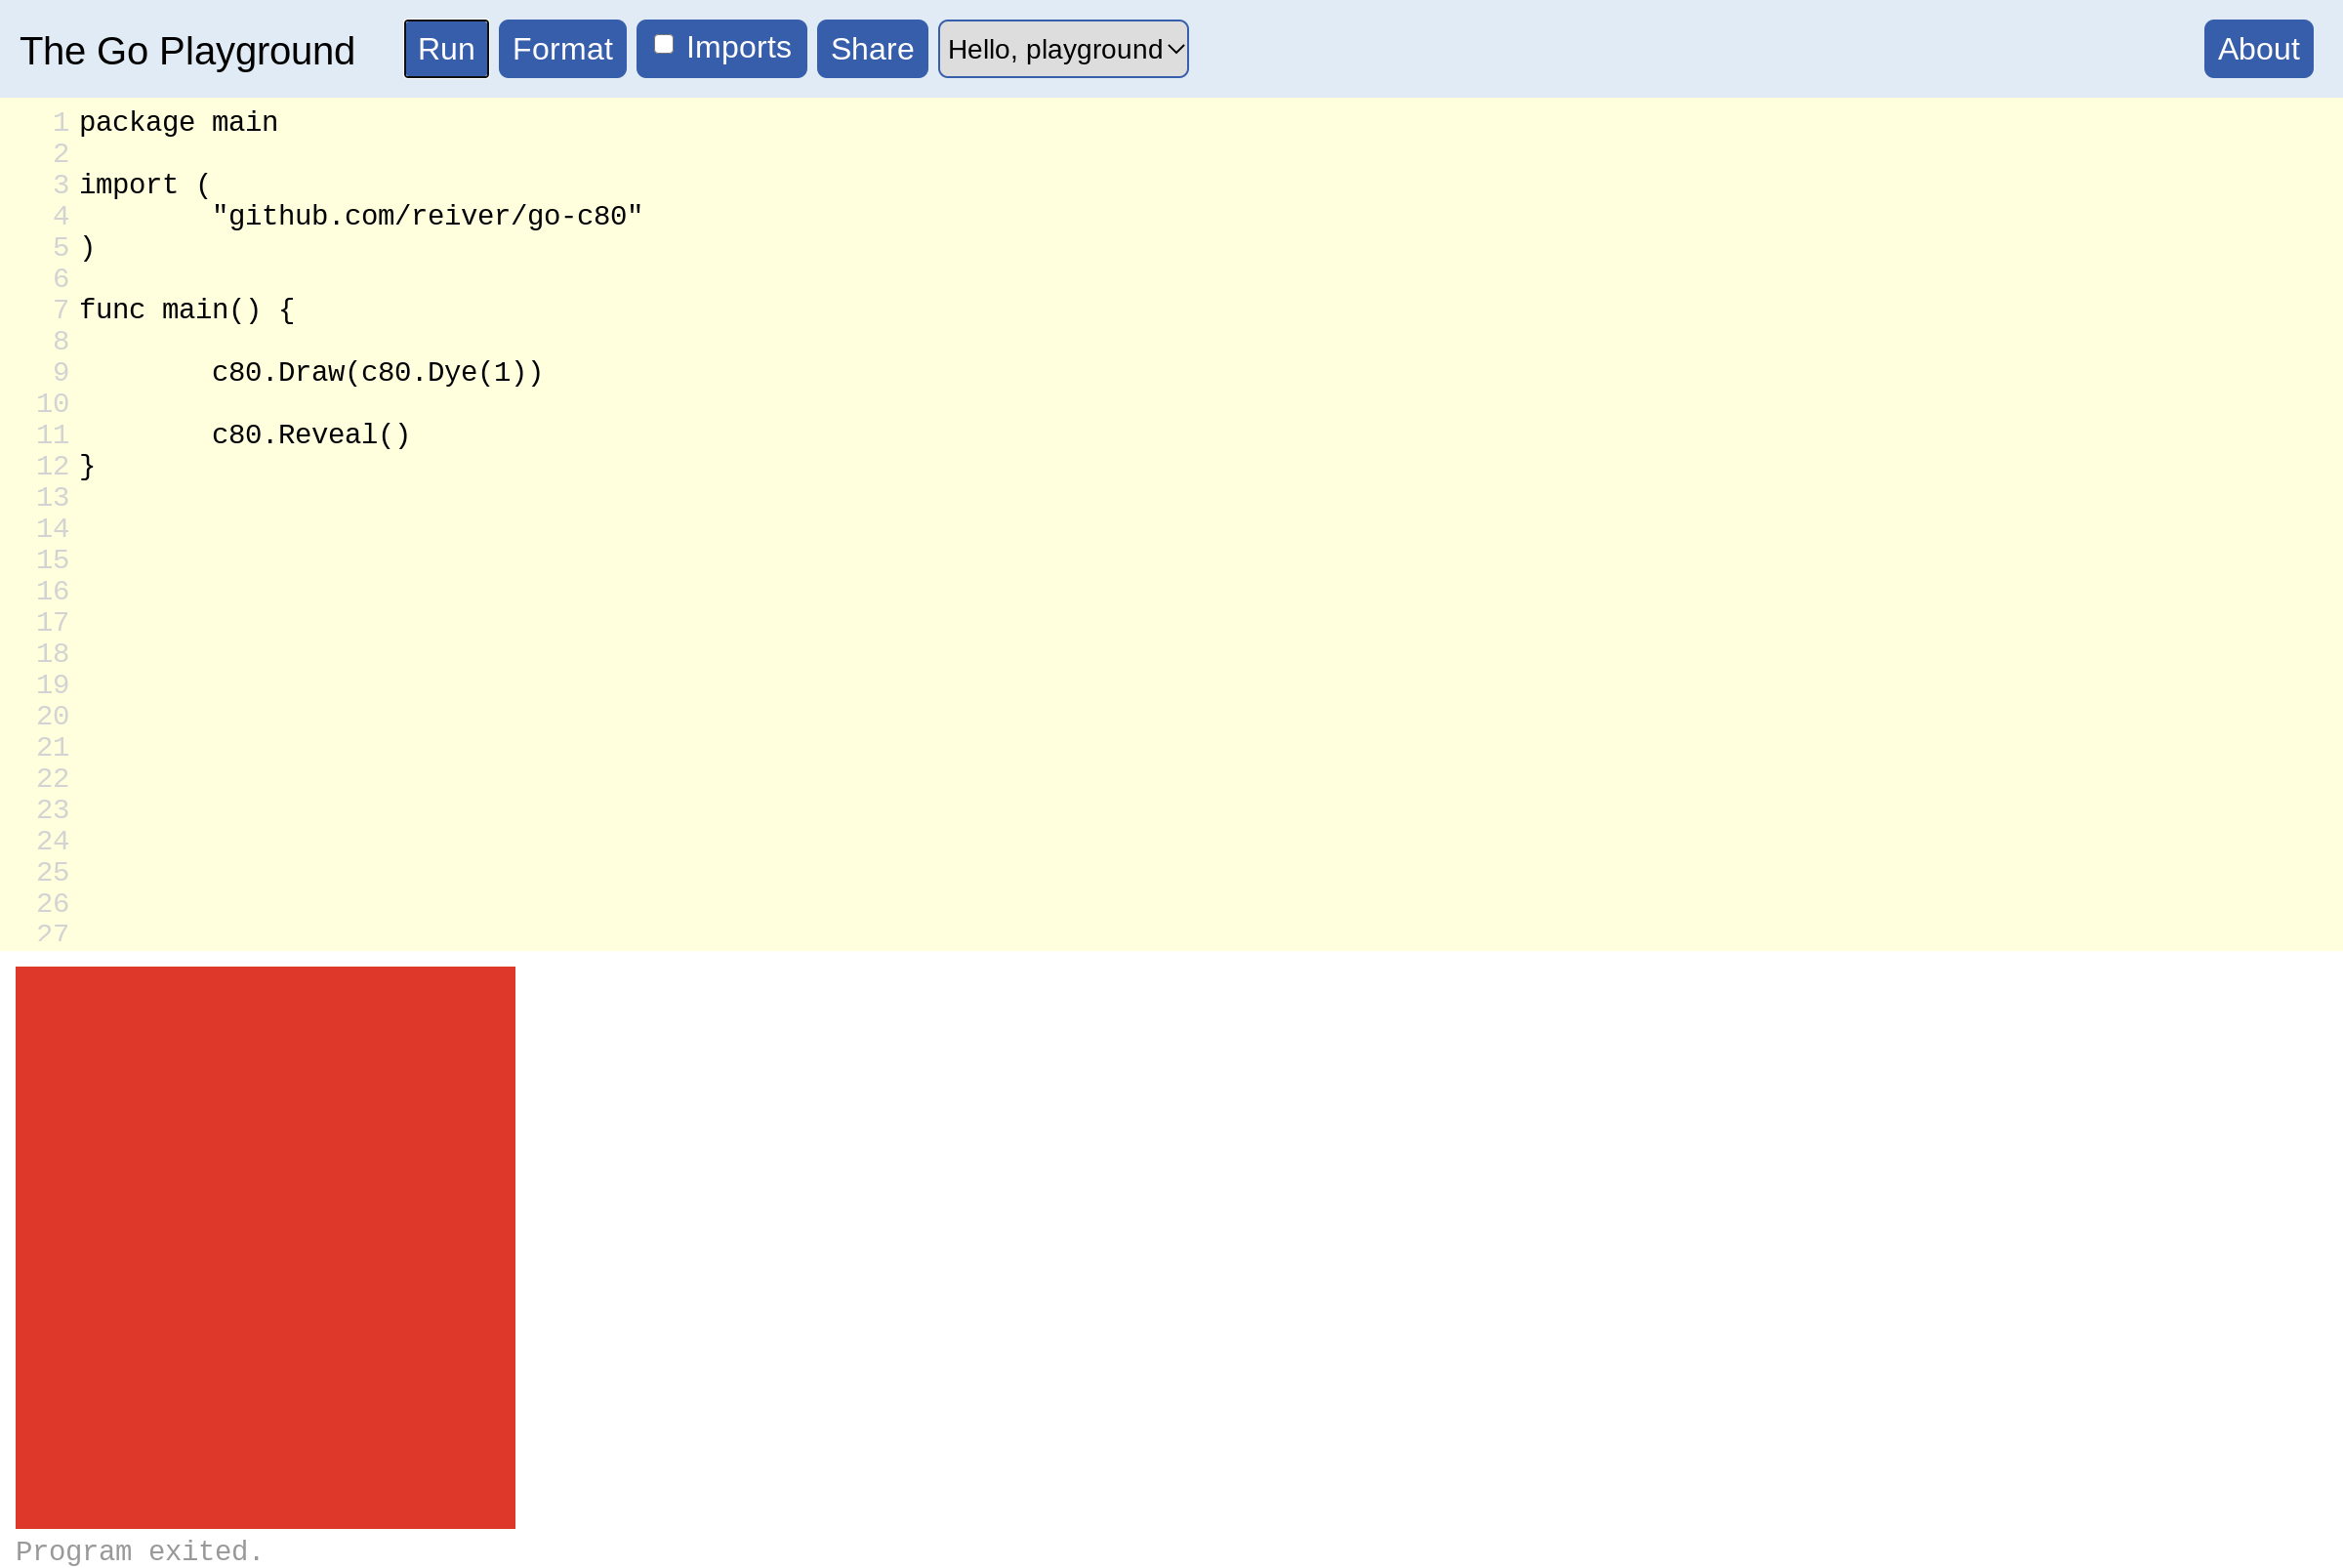 The Go Playground Run Format Imports Share Hello, playground About
1 package main
2
3 import (
4 "github.com/reiver/go-c80"
5 )
6
7 func main() {
8
9 c80.Draw(c80.Dye(1))
10
11 c80.Reveal()
12 }
13
14
15
16
17
18
19
20
21
22
23
24
25
26
27
Program exited.